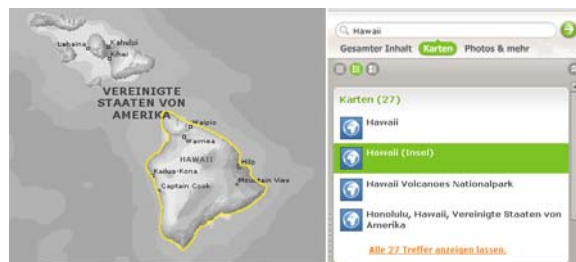 Lahaina
Kahului
Kihei
VEREINIGTE
STAATEN VON
AMERIKA
Waipio
Waimea
HAWAII
Hilo
Kailua-Kona
Mountain View
Captain Cook
Hawaii
Gesamter Inhalt Karten Photos & mehr
Karten (27)
Hawaii
Hawaii (Insel)
Hawaii Volcanoes Nationalpark
Honolulu, Hawaii, Vereinigte Staaten von
Amerika
Alle 27 Treffer anzeigen lassen.